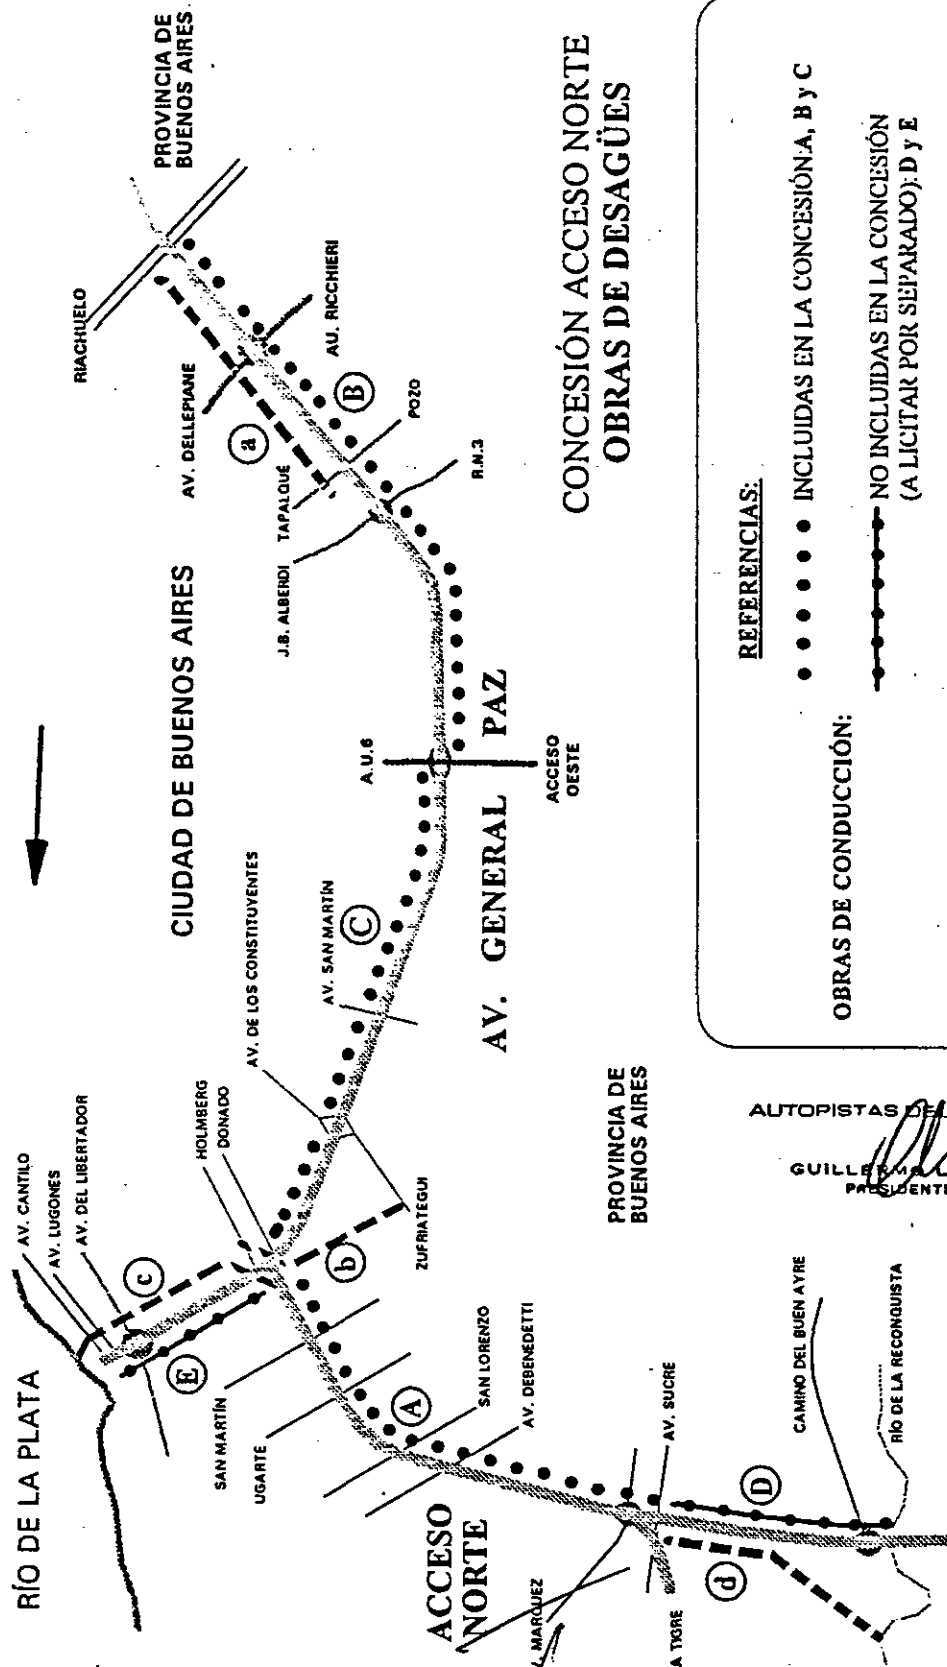 RÍO DE LA PLATA
AV. CANTILO
AV. LUGONES
AV. DEL LIBERTADOR
c
E
HOLMBERG
DONADO
SAN MARTÍN
UGARTE
b
ZUFRIATEGUI
A
SAN LORENZO
AV. DEBENEDETTI
ACCESO
NORTE
MARQUEZ
TIGRE
AV. SUCRE
d
D
CAMINO DEL BUEN AYRE
RÍO DE LA RECONQUISTA
CIUDAD DE BUENOS AIRES
AV. DE LOS CONSTITUYENTES
AV. SAN MARTÍN
C
A.U.6
ACCESO
OESTE
AV. GENERAL PAZ
PROVINCIA DE
BUENOS AIRES
J.B. ALBERDI
TAPALQUÉ
a
AV. DELLEPIANE
RIACHUELO
PROVINCIA DE
BUENOS AIRES
AU. RICCHIERI
B
POZO
R.N.3
CONCESIÓN ACCESO NORTE
OBRAS DE DESAGÜES
REFERENCIAS:
OBRAS DE CONDUCCIÓN:
INCLUIDAS EN LA CONCESIÓN:A, B y C
NO INCLUIDAS EN LA CONCESIÓN
(A LICITAR POR SEPARADO): D y E
AUTOPISTAS
PRESIDENTE